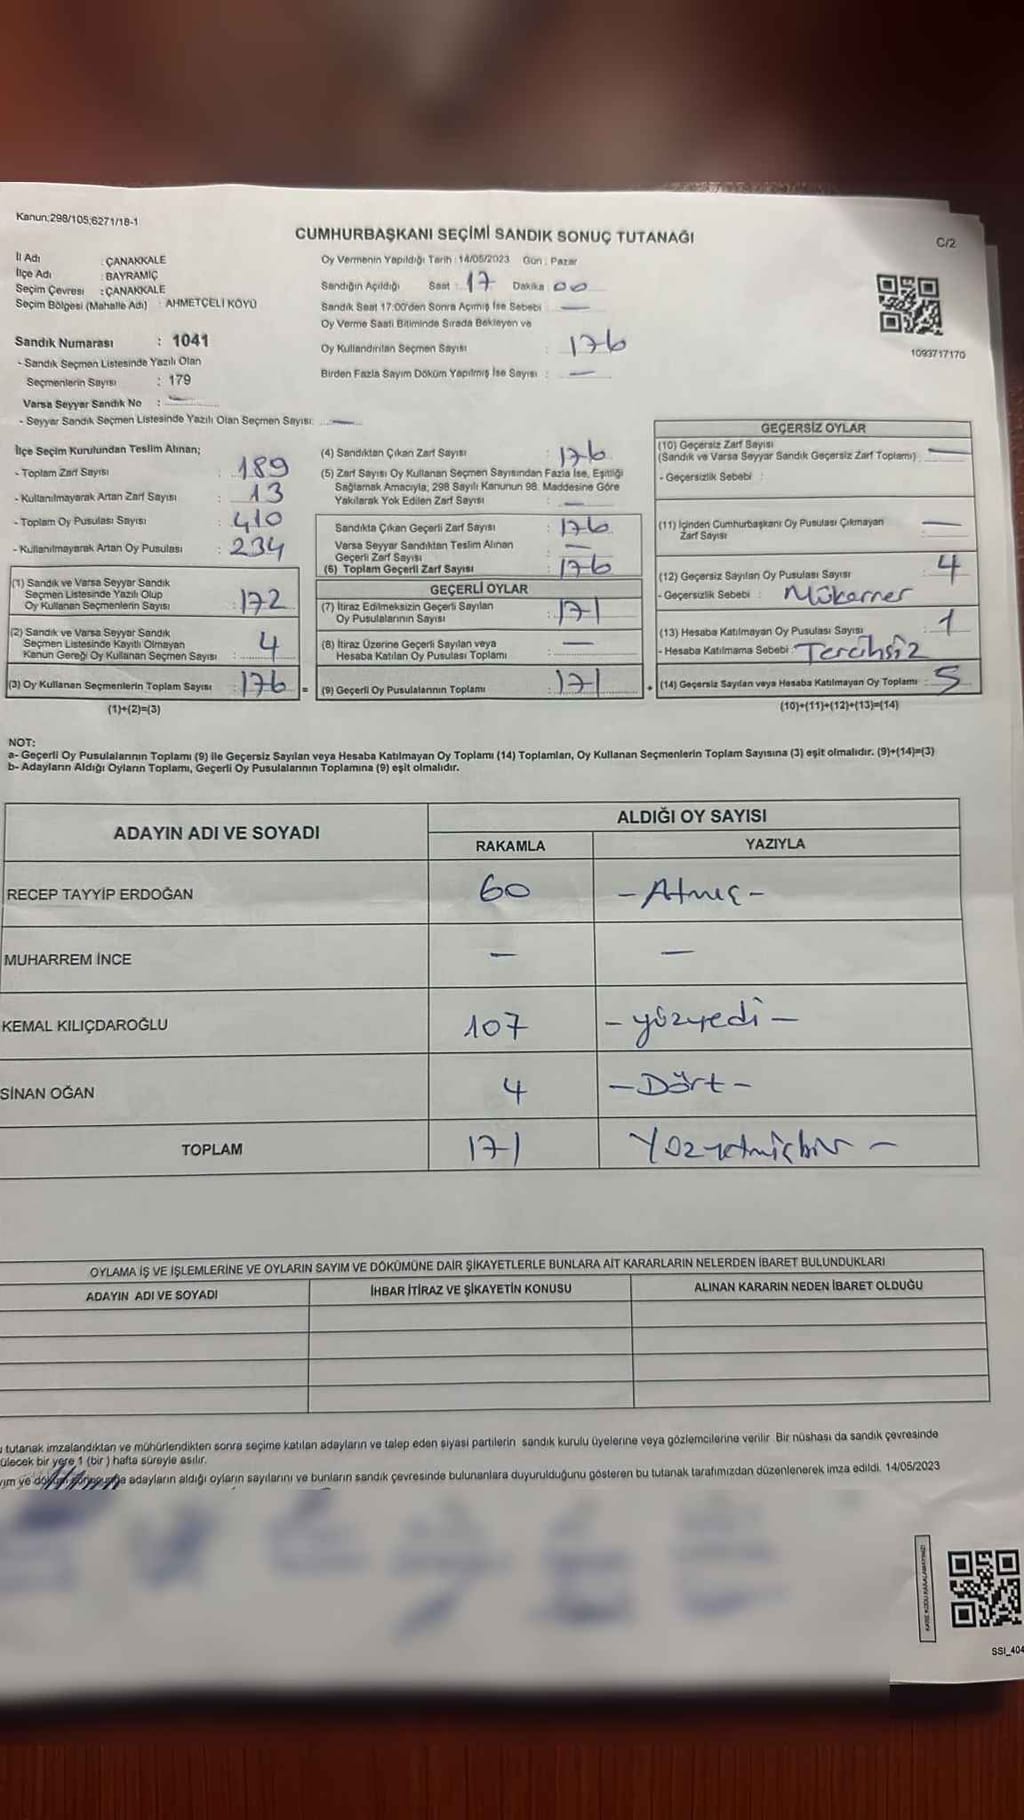 Kanun;298/105,6271/18-1
CUMHURBAŞKANI SEÇİMİ SANDIK SONUÇ TUTANAĞI
C/2
İl Adı : ÇANAKKALE
İlçe Adı : BAYRAMİÇ
Seçim Çevresi : ÇANAKKALE
Seçim Bölgesi (Mahalle Adı) : AHMETÇELİ KÖYÜ
Sandık Numarası : 1041
- Sandık Seçmen Listesinde Yazılı Olan
Seçmenlerin Sayısı : 179
Varsa Seyyar Sandık No : —
- Seyyar Sandık Seçmen Listesinde Yazılı Olan Seçmen Sayısı: —
Oy Vermenin Yapıldığı Tarih : 14/05/2023 Gün : Pazar
Sandığın Açıldığı Saat : 17 Dakika : 00
Sandık Saat 17:00'den Sonra Açılmış İse Sebebi : —
Oy Verme Saati Bitiminde Sırada Bekleyen ve
Oy Kullandırılan Seçmen Sayısı : 176
Birden Fazla Sayım Döküm Yapılmış İse Sayısı : —
1093717170
İlçe Seçim Kurulundan Teslim Alınan;
- Toplam Zarf Sayısı : 189
- Kullanılmayarak Artan Zarf Sayısı : 13
- Toplam Oy Pusulası Sayısı : 410
- Kullanılmayarak Artan Oy Pusulası : 234
(1) Sandık ve Varsa Seyyar Sandık
Seçmen Listesinde Yazılı Olup
Oy Kullanan Seçmenlerin Sayısı : 172
(2) Sandık ve Varsa Seyyar Sandık
Seçmen Listesinde Kayıtlı Olmayan
Kanun Gereği Oy Kullanan Seçmen Sayısı : 4
(3) Oy Kullanan Seçmenlerin Toplam Sayısı : 176
(1)+(2)=(3)
(4) Sandıktan Çıkan Zarf Sayısı : 176
(5) Zarf Sayısı Oy Kullanan Seçmen Sayısından Fazla İse, Eşitliği
Sağlamak Amacıyla; 298 Sayılı Kanunun 98. Maddesine Göre
Yakılarak Yok Edilen Zarf Sayısı : —
Sandıkta Çıkan Geçerli Zarf Sayısı : 176
Varsa Seyyar Sandıktan Teslim Alınan
Geçerli Zarf Sayısı : —
(6) Toplam Geçerli Zarf Sayısı : 176
GEÇERLİ OYLAR
(7) İtiraz Edilmeksizin Geçerli Sayılan
Oy Pusulalarının Sayısı : 171
(8) İtiraz Üzerine Geçerli Sayılan veya
Hesaba Katılan Oy Pusulası Toplamı : —
= (9) Geçerli Oy Pusulalarının Toplamı : 171 +
GEÇERSİZ OYLAR
(10) Geçersiz Zarf Sayısı
(Sandık ve Varsa Seyyar Sandık Geçersiz Zarf Toplamı) : —
- Geçersizlik Sebebi :
(11) İçinden Cumhurbaşkanı Oy Pusulası Çıkmayan
Zarf Sayısı : —
(12) Geçersiz Sayılan Oy Pusulası Sayısı : 4
- Geçersizlik Sebebi : Mükerrer
(13) Hesaba Katılmayan Oy Pusulası Sayısı : 1
- Hesaba Katılmama Sebebi : Tercihsiz
(14) Geçersiz Sayılan veya Hesaba Katılmayan Oy Toplamı : 5
(10)+(11)+(12)+(13)=(14)
NOT:
a- Geçerli Oy Pusulalarının Toplamı (9) ile Geçersiz Sayılan veya Hesaba Katılmayan Oy Toplamı (14) Toplamları, Oy Kullanan Seçmenlerin Toplam Sayısına (3) eşit olmalıdır. (9)+(14)=(3)
b- Adayların Aldığı Oyların Toplamı, Geçerli Oy Pusulalarının Toplamına (9) eşit olmalıdır.
ADAYIN ADI VE SOYADI ALDIĞI OY SAYISI
RAKAMLA YAZIYLA
RECEP TAYYİP ERDOĞAN 60 - Atmış -
MUHARREM İNCE — —
KEMAL KILIÇDAROĞLU 107 - yüzyedi -
SİNAN OĞAN 4 - Dört -
TOPLAM 171 Yüzyetmişbir -
OYLAMA İŞ VE İŞLEMLERİNE VE OYLARIN SAYIM VE DÖKÜMÜNE DAİR ŞİKAYETLERLE BUNLARA AİT KARARLARIN NELERDEN İBARET BULUNDUKLARI
ADAYIN ADI VE SOYADI İHBAR İTİRAZ VE ŞİKAYETİN KONUSU ALINAN KARARIN NEDEN İBARET OLDUĞU
tutanak imzalandıktan ve mühürlendikten sonra seçime katılan adayların ve talep eden siyasi partilerin sandık kurulu üyelerine veya gözlemcilerine verilir. Bir nüshası da sandık çevresinde
ülecek bir yere 1 (bir) hafta süreyle asılır.
yım ve döküm sonucunda adayların aldığı oyların sayılarını ve bunların sandık çevresinde bulunanlara duyurulduğunu gösteren bu tutanak tarafımızdan düzenlenerek imza edildi. 14/05/2023
KARE KODU KARALAMAYINIZ!
SSI_404